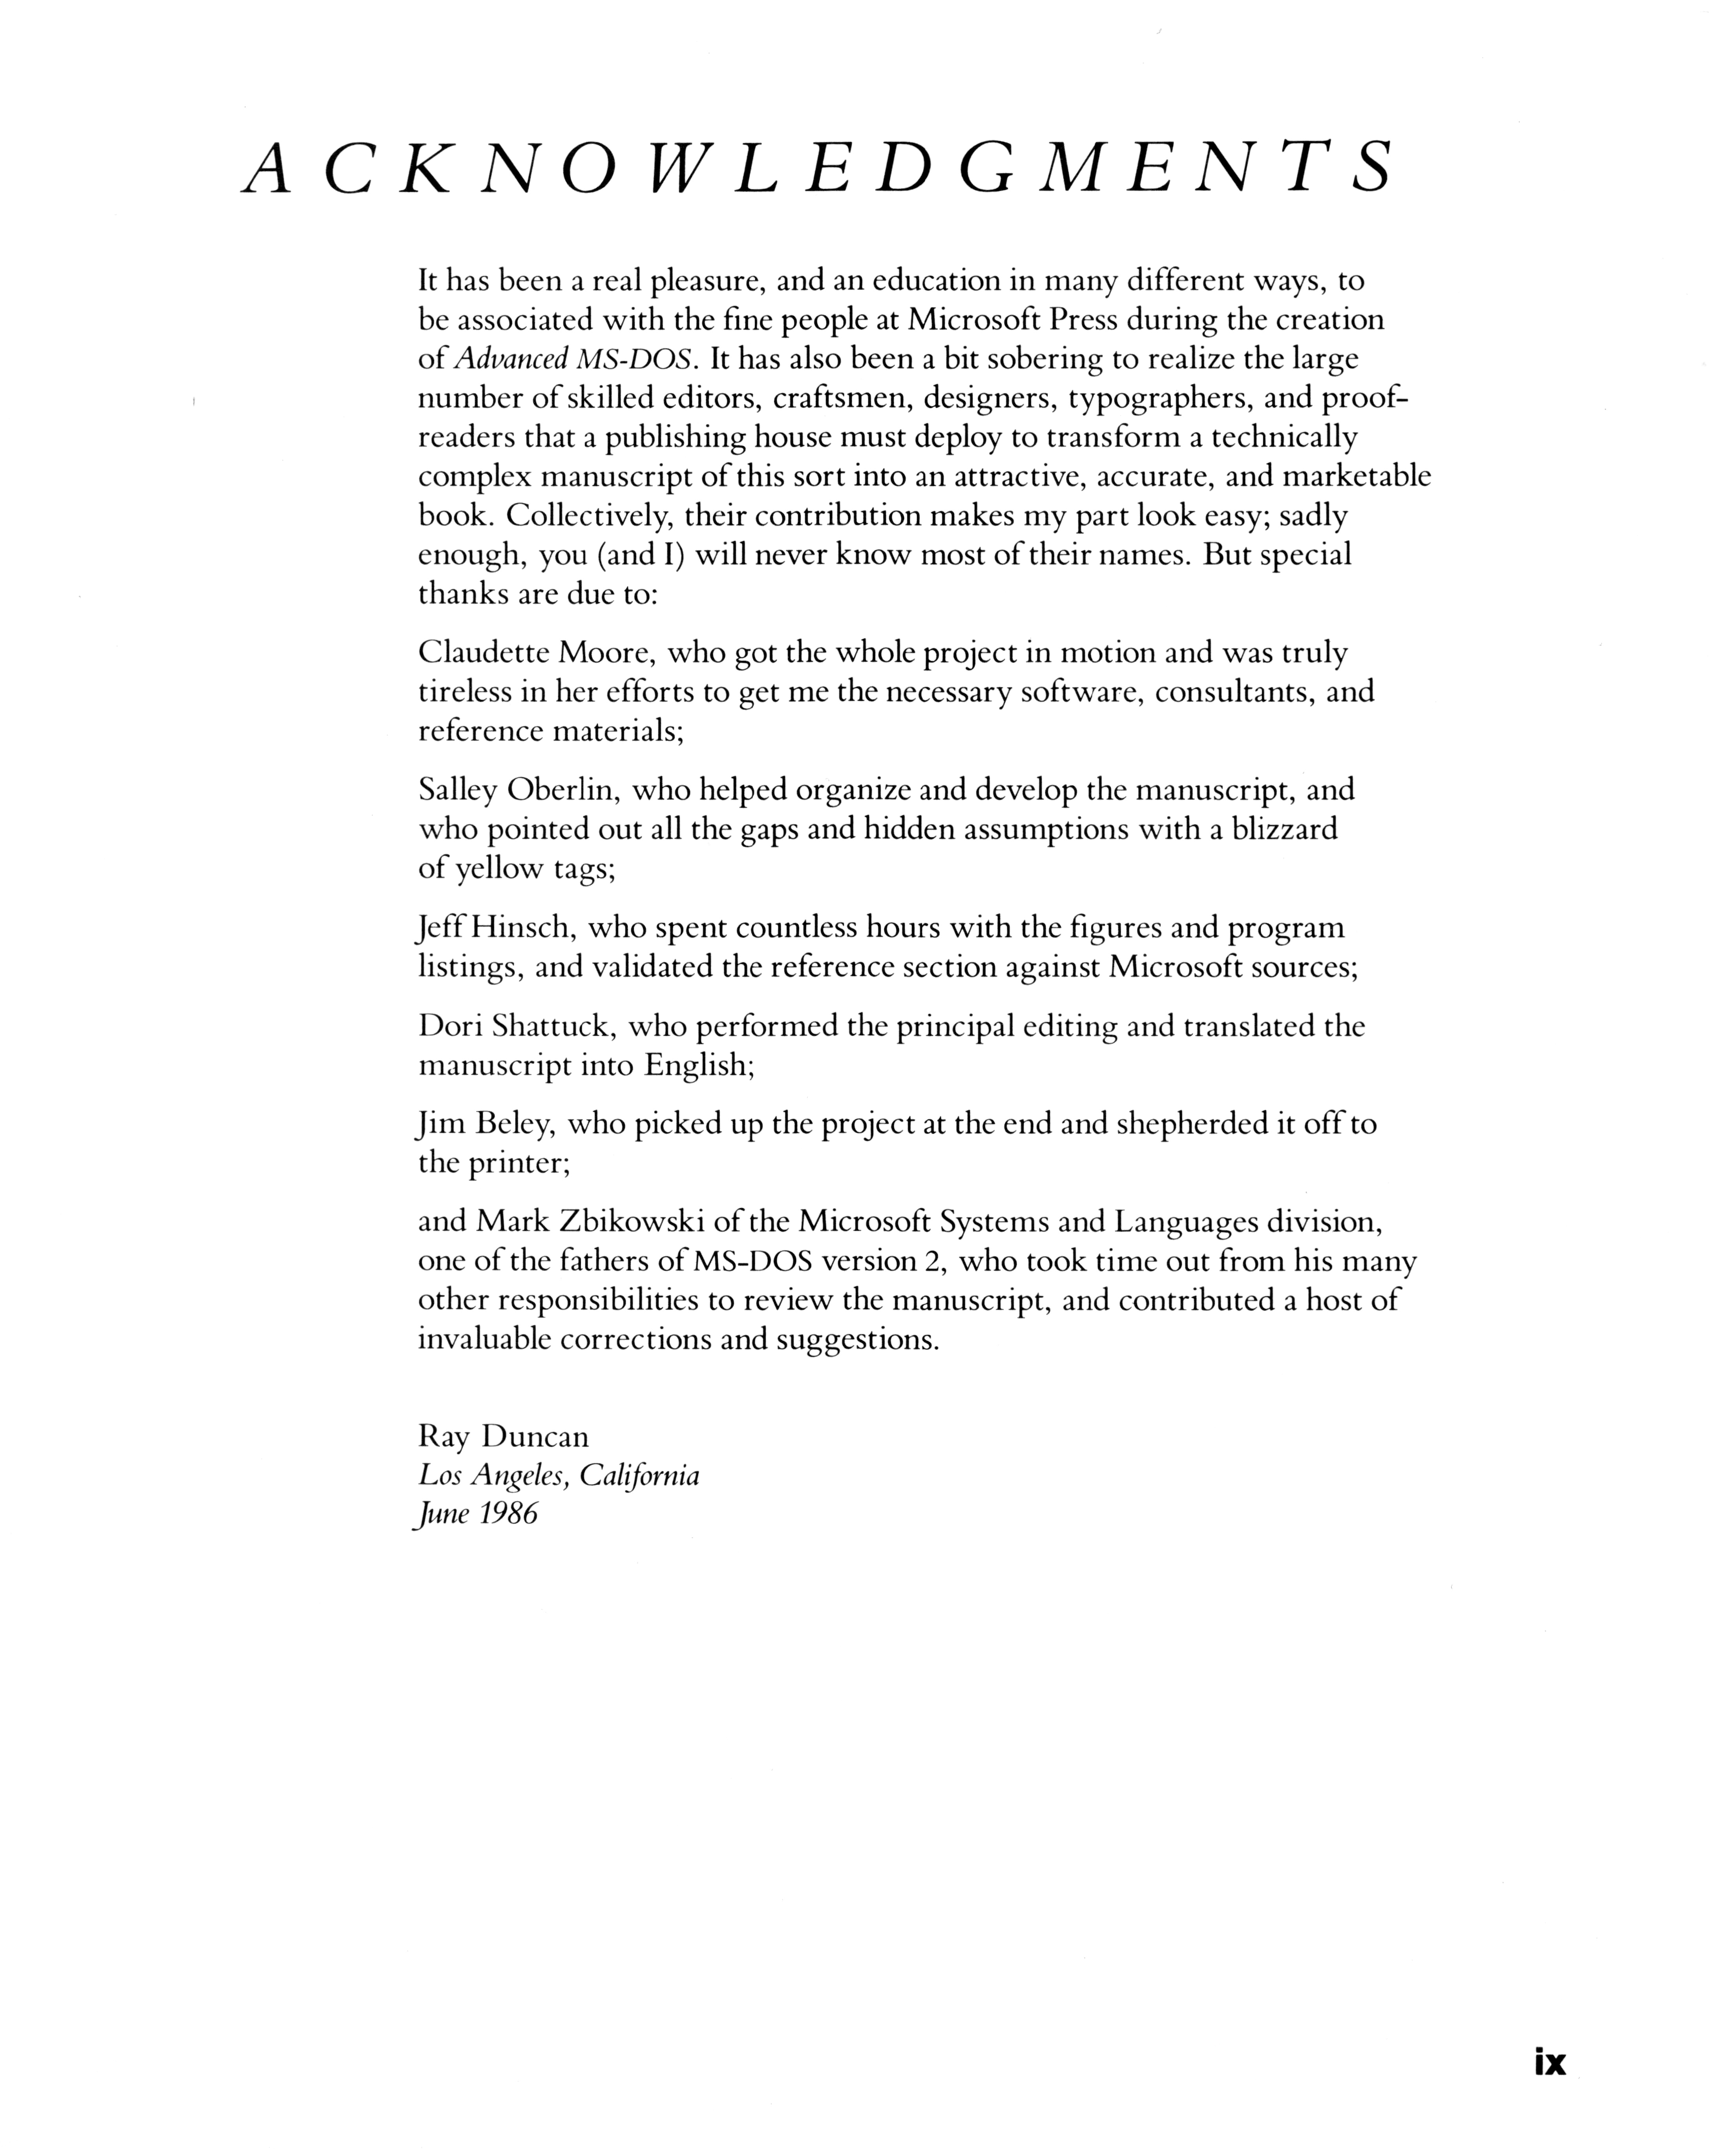 ACKNOWLEDGMENTS
It has been a real pleasure, and an education in many different ways, to
be associated with the fine people at Microsoft Press during the creation
of Advanced MS-DOS. It has also been a bit sobering to realize the large
number of skilled editors, craftsmen, designers, typographers, and proof-
readers that a publishing house must deploy to transform a technically
complex manuscript of this sort into an attractive, accurate, and marketable
book. Collectively, their contribution makes my part look easy; sadly
enough, you (and I) will never know most of their names. But special
thanks are due to:
Claudette Moore, who got the whole project in motion and was truly
tireless in her efforts to get me the necessary software, consultants, and
reference materials;
Salley Oberlin, who helped organize and develop the manuscript, and
who pointed out all the gaps and hidden assumptions with a blizzard
of yellow tags;
Jeff Hinsch, who spent countless hours with the figures and program
listings, and validated the reference section against Microsoft sources;
Dori Shattuck, who performed the principal editing and translated the
manuscript into English;
Jim Beley, who picked up the project at the end and shepherded it off to
the printer;
and Mark Zbikowski of the Microsoft Systems and Languages division,
one of the fathers of MS-DOS version 2, who took time out from his many
other responsibilities to review the manuscript, and contributed a host of
invaluable corrections and suggestions.
Ray Duncan
Los Angeles, California
June 1986
ix